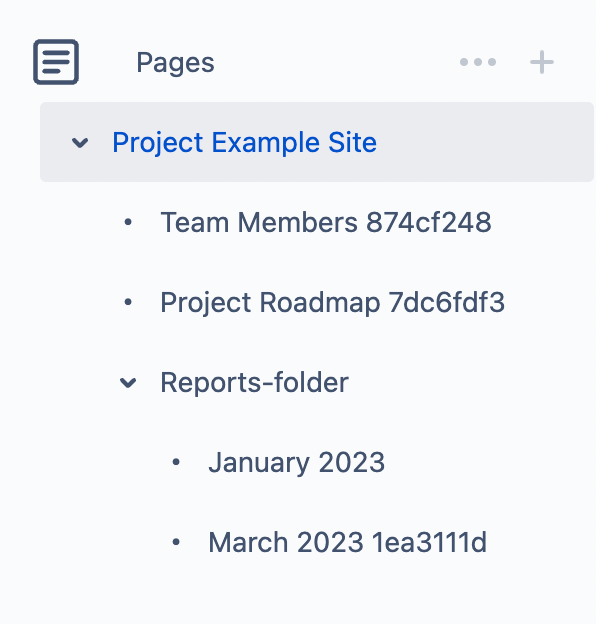 Pages
Project Example Site
Team Members 874cf248
Project Roadmap 7dc6fdf3
Reports-folder
January 2023
March 2023 1ea3111d